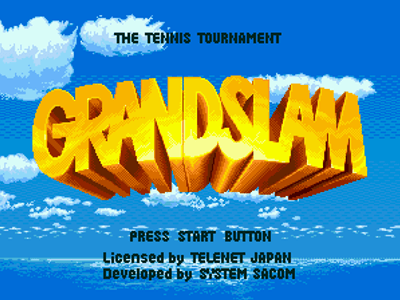 THE TENNIS TOURNAMENT
GRANDSLAM
PRESS START BUTTON
Licensed by TELENET JAPAN
Developed by SYSTEM SACOM